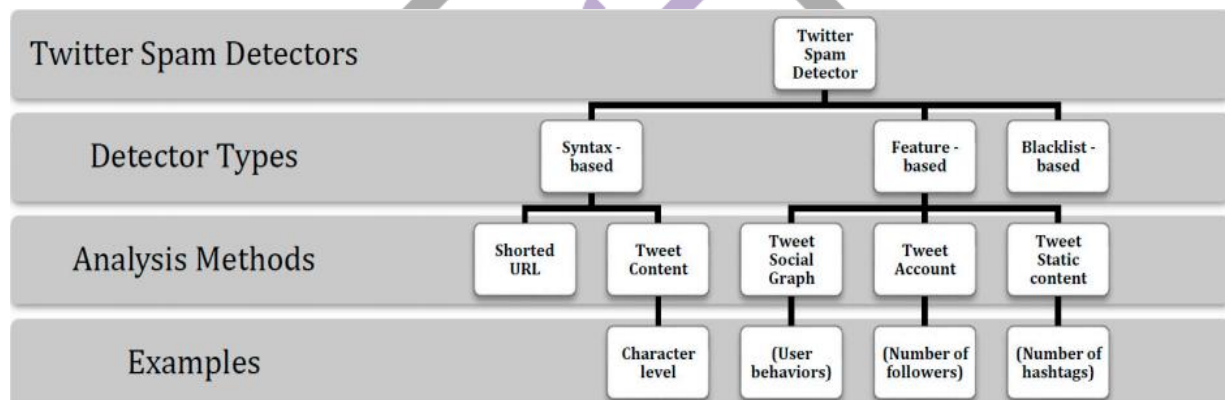 Twitter Spam Detectors
Twitter
Spam
Detector
Detector Types
Syntax -
based
Feature -
based
Blacklist -
based
Analysis Methods
Shorted
URL
Tweet
Content
Tweet
Social
Graph
Tweet
Account
Tweet
Static
content
Examples
Character
level
(User
behaviors)
(Number of
followers)
(Number of
hashtags)